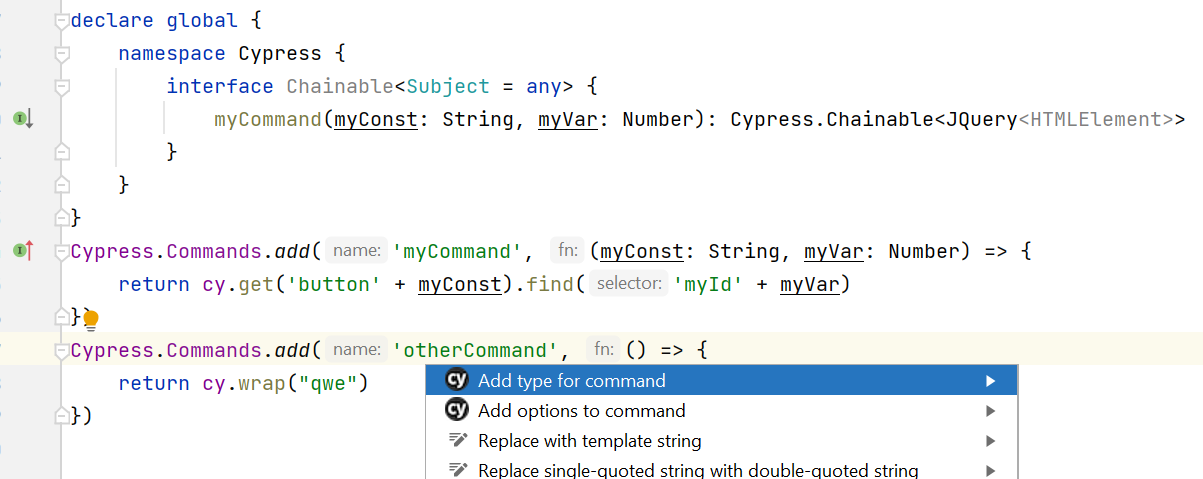 declare global {
namespace Cypress {
interface Chainable<Subject = any> {
myCommand(myConst: String, myVar: Number): Cypress.Chainable<JQuery<HTMLElement>>
}
}
}
Cypress.Commands.add( name: 'myCommand', fn: (myConst: String, myVar: Number) => {
return cy.get('button' + myConst).find( selector: 'myId' + myVar)
})
Cypress.Commands.add( name: 'otherCommand', fn: () => {
return cy.wrap("qwe")
})
cy Add type for command
cy Add options to command
Replace with template string
Replace single-quoted string with double-quoted string